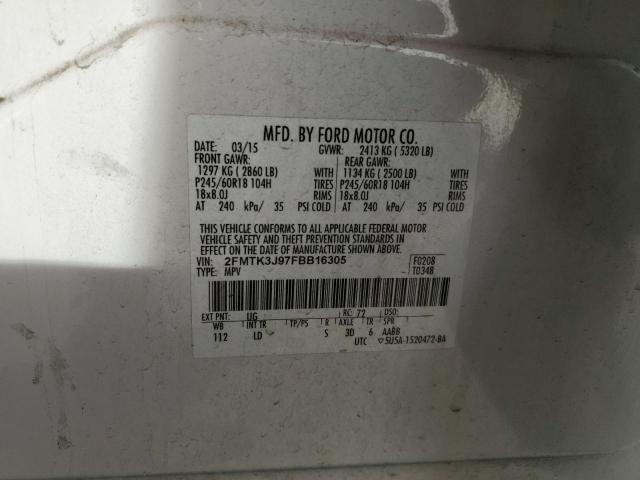 MFD. BY FORD MOTOR CO.
DATE: 03/15 GVWR: 2413 KG ( 5320 LB)
FRONT GAWR: REAR GAWR:
1297 KG ( 2860 LB) WITH 1134 KG ( 2500 LB) WITH
P245/60R18 104H TIRES P245/60R18 104H TIRES
18x8.0J RIMS 18x8.0J RIMS
AT 240 kPa/ 35 PSI COLD AT 240 kPa/ 35 PSI COLD
THIS VEHICLE CONFORMS TO ALL APPLICABLE FEDERAL MOTOR
VEHICLE SAFETY AND THEFT PREVENTION STANDARDS IN
EFFECT ON THE DATE OF MANUFACTURE SHOWN ABOVE.
VIN: 2FMTK3J97FBB16305 F0208
TYPE: MPV T0348
EXT PNT: UG RC: 72 DSO:
WB INT TR TP/PS R AXLE TR SPR
112 LD S 3D 6 AABB
UTC ▽5U5A-1520472-BA